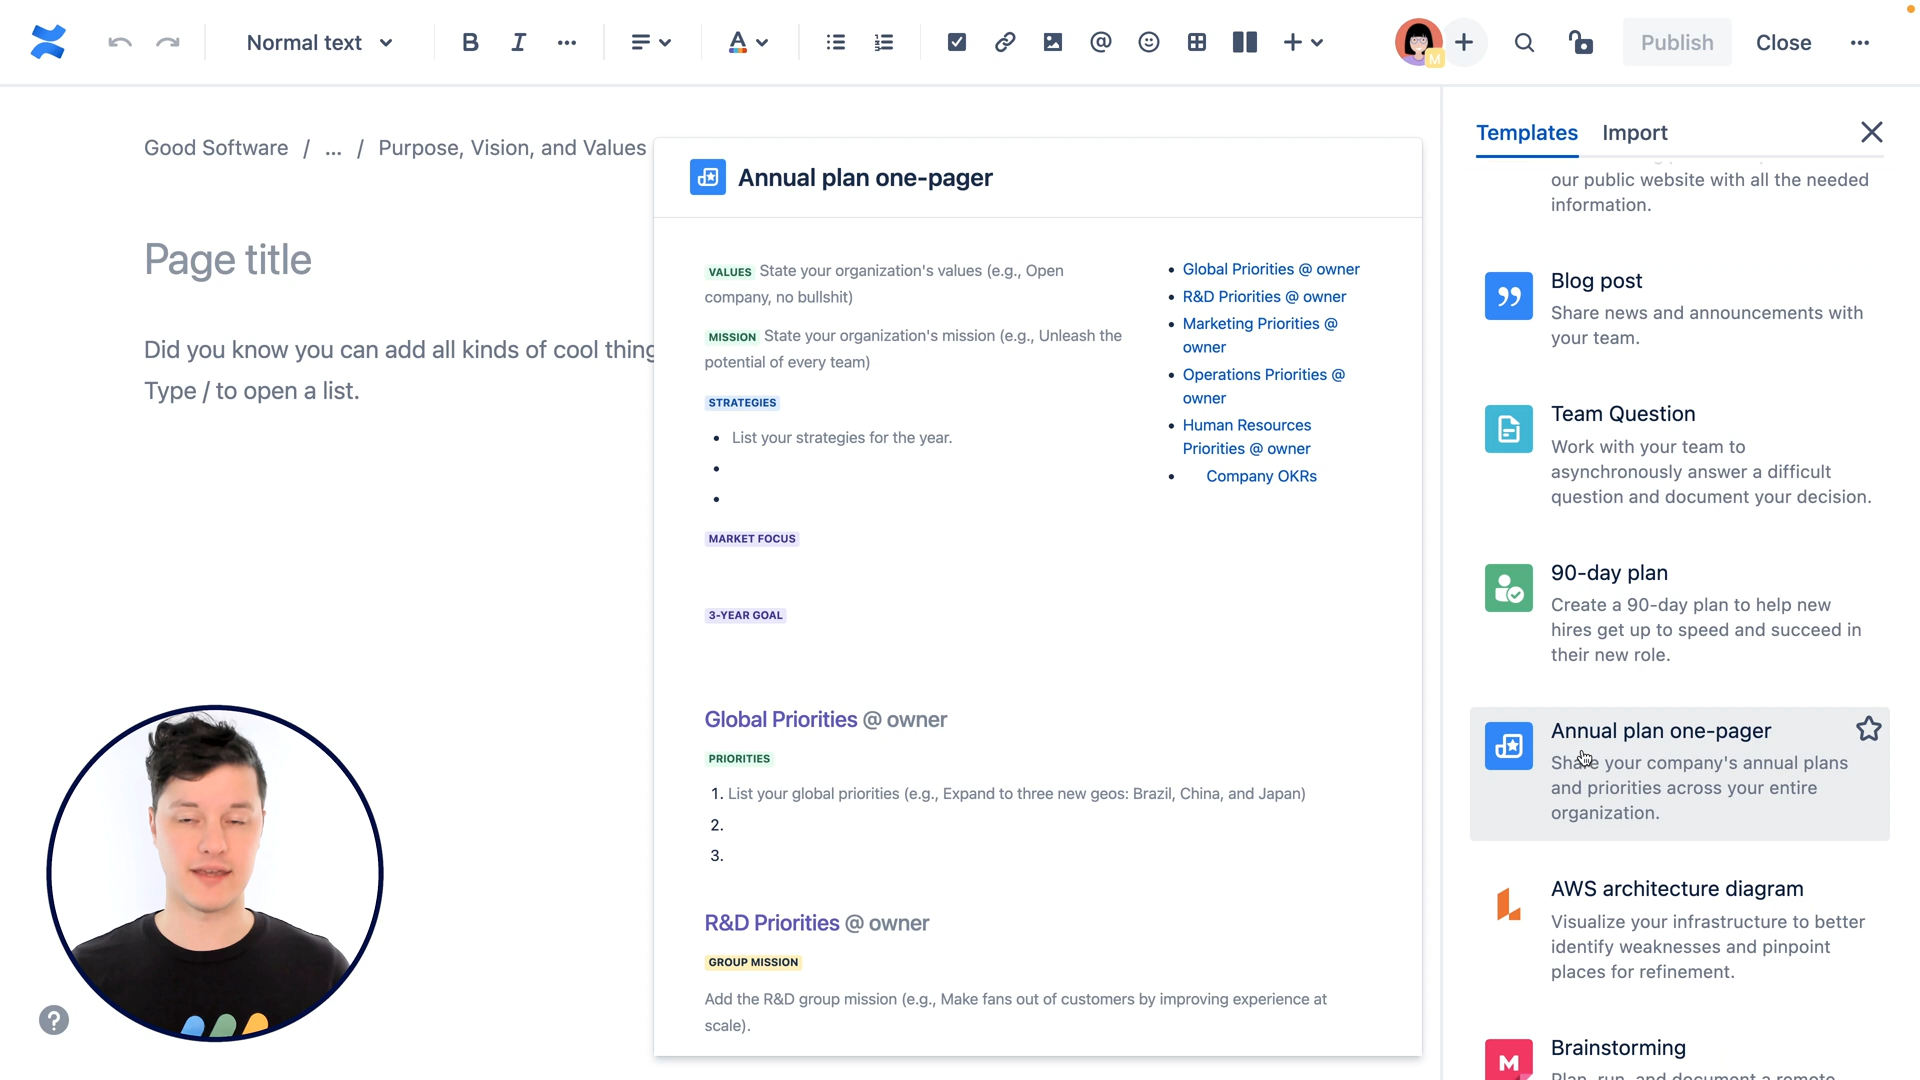 Normal text
B
I
A
@
M
Publish
Close
Good Software / ... / Purpose, Vision, and Values
Page title
Did you know you can add all kinds of cool thing
Type / to open a list.
Annual plan one-pager
VALUES State your organization's values (e.g., Open
company, no bullshit)
MISSION State your organization's mission (e.g., Unleash the
potential of every team)
STRATEGIES
• List your strategies for the year.
•
•
MARKET FOCUS
3-YEAR GOAL
• Global Priorities @ owner
• R&D Priorities @ owner
• Marketing Priorities @
owner
• Operations Priorities @
owner
• Human Resources
Priorities @ owner
• Company OKRs
Global Priorities @ owner
PRIORITIES
1. List your global priorities (e.g., Expand to three new geos: Brazil, China, and Japan)
2.
3.
R&D Priorities @ owner
GROUP MISSION
Add the R&D group mission (e.g., Make fans out of customers by improving experience at
scale).
?
Templates
Import
our public website with all the needed
information.
Blog post
Share news and announcements with
your team.
Team Question
Work with your team to
asynchronously answer a difficult
question and document your decision.
90-day plan
Create a 90-day plan to help new
hires get up to speed and succeed in
their new role.
Annual plan one-pager
Share your company's annual plans
and priorities across your entire
organization.
AWS architecture diagram
Visualize your infrastructure to better
identify weaknesses and pinpoint
places for refinement.
M
Brainstorming
Plan, run, and document a remote